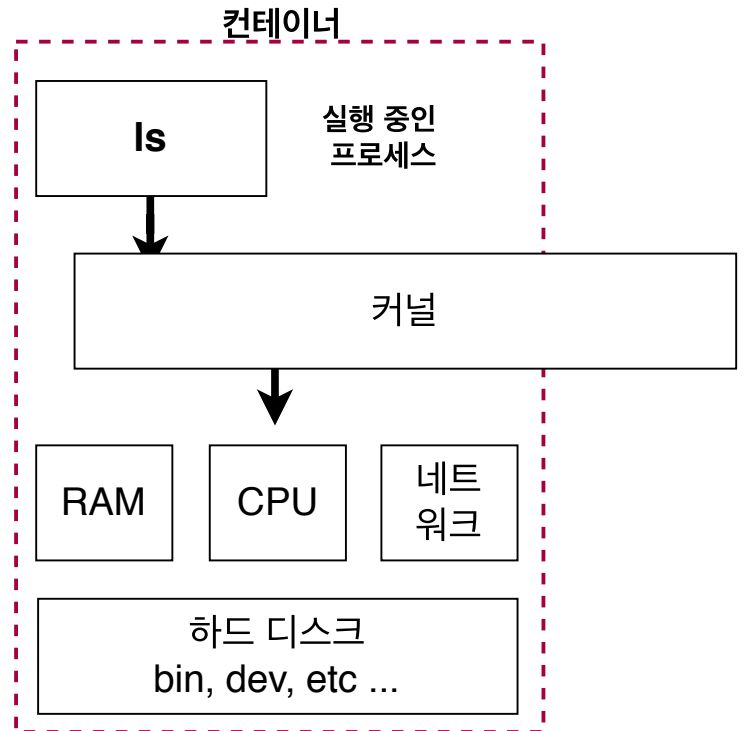 컨테이너
ls
실행 중인
프로세스
커널
RAM
CPU
네트
워크
하드 디스크
bin, dev, etc ...